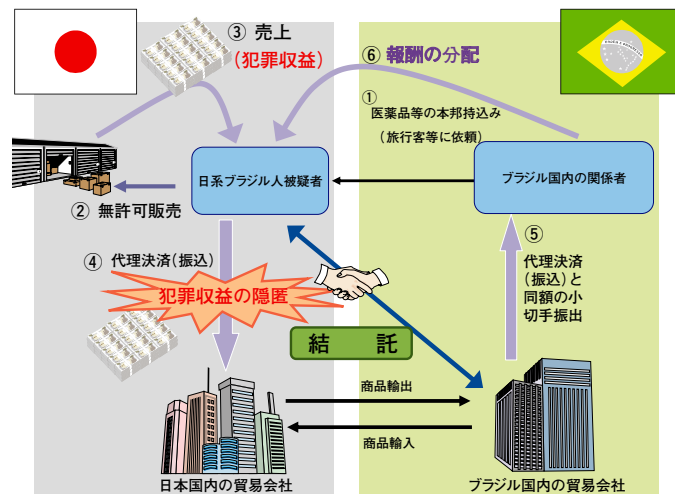 ③ 売上
(犯罪収益)
⑥ 報酬の分配
①
医薬品等の本邦持込み
(旅行客等に依頼)
日系ブラジル人被疑者
ブラジル国内の関係者
② 無許可販売
④ 代理決済(振込)
犯罪収益の隠匿
⑤
代理決済
(振込)と
同額の小
切手振出
結 託
商品輸出
商品輸入
日本国内の貿易会社
ブラジル国内の貿易会社